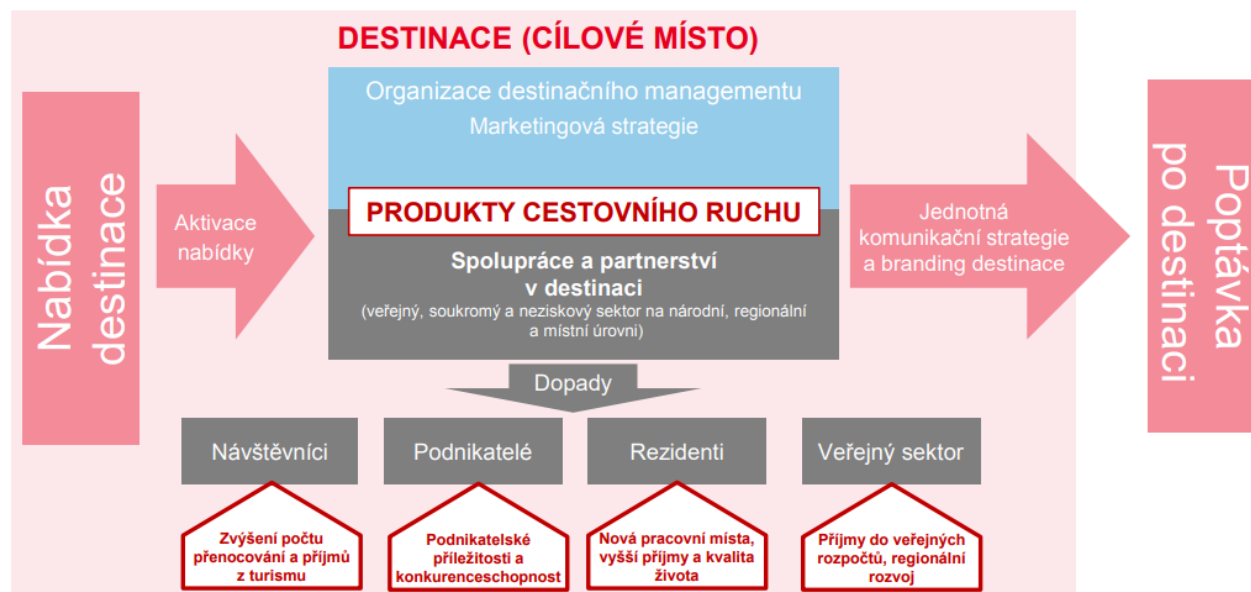 DESTINACE (CÍLOVÉ MÍSTO)
Nabídka
destinace
Aktivace
nabídky
Organizace destinačního managementu
Marketingová strategie
PRODUKTY CESTOVNÍHO RUCHU
Spolupráce a partnerství
v destinaci
(veřejný, soukromý a neziskový sektor na národní, regionální
a místní úrovni)
Jednotná
komunikační strategie
a branding destinace
Poptávka
po destinaci
Dopady
Návštěvníci
Podnikatelé
Rezidenti
Veřejný sektor
Zvýšení počtu
přenocování a příjmů
z turismu
Podnikatelské
příležitosti a
konkurenceschopnost
Nová pracovní místa,
vyšší příjmy a kvalita
života
Příjmy do veřejných
rozpočtů, regionální
rozvoj